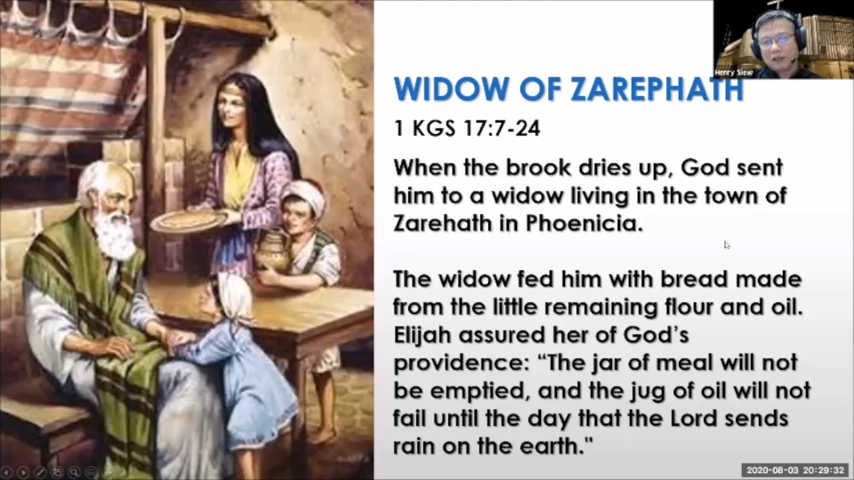 Henry Siew
WIDOW OF ZAREPHATH
1 KGS 17:7-24
When the brook dries up, God sent
him to a widow living in the town of
Zarehath in Phoenicia.
The widow fed him with bread made
from the little remaining flour and oil.
Elijah assured her of God's
providence: “The jar of meal will not
be emptied, and the jug of oil will not
fail until the day that the Lord sends
rain on the earth."
2020-08-03 20:29:32